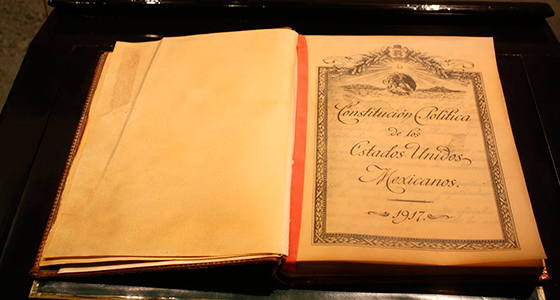 Constitución Política
de los
Estados Unidos
Mexicanos.
1917.